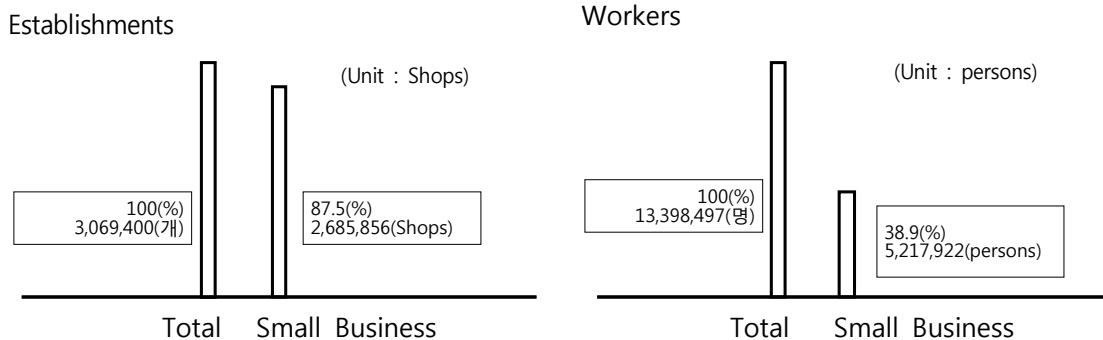 Establishments
(Unit : Shops)
100(%)
3,069,400(개)
87.5(%)
2,685,856(Shops)
Total Small Business
Workers
(Unit : persons)
100(%)
13,398,497(명)
38.9(%)
5,217,922(persons)
Total Small Business